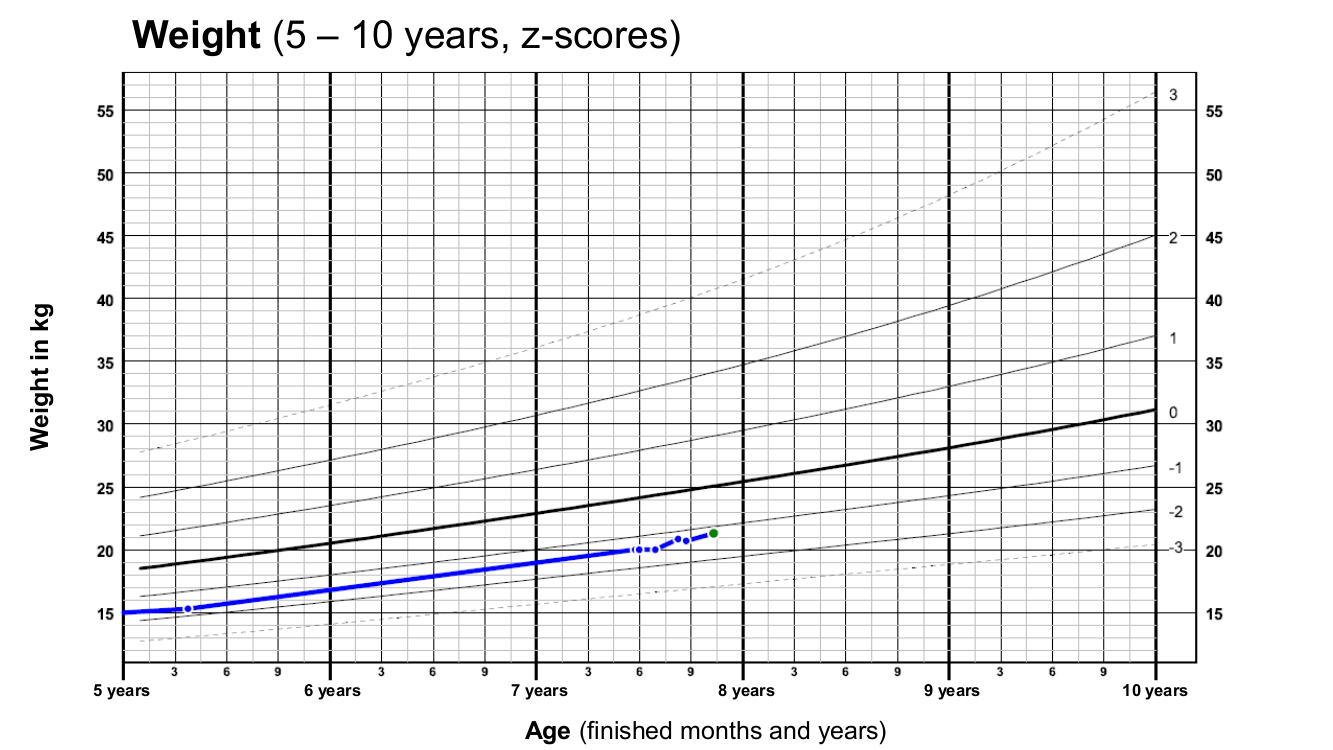 Weight (5 – 10 years, z-scores)
3
55 55
50 50
45 2 45
40 40
1
35 35
0
30 30
-1
25 25
-2
20 -3 20
15 15
3 6 9 3 6 9 3 6 9 3 6 9 3 6 9
5 years 6 years 7 years 8 years 9 years 10 years
Weight in kg
Age (finished months and years)